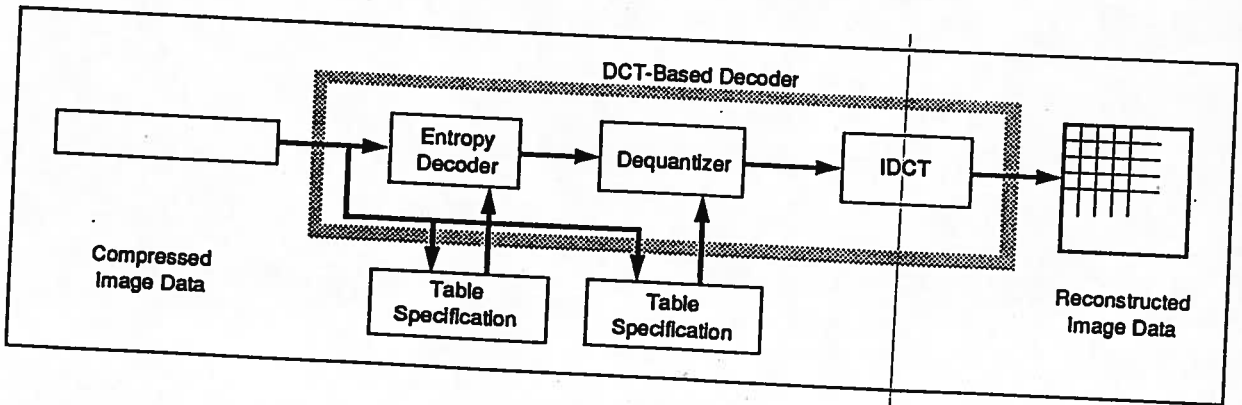 DCT-Based Decoder
Entropy
Decoder
Dequantizer
IDCT
Compressed
Image Data
Table
Specification
Table
Specification
Reconstructed
Image Data